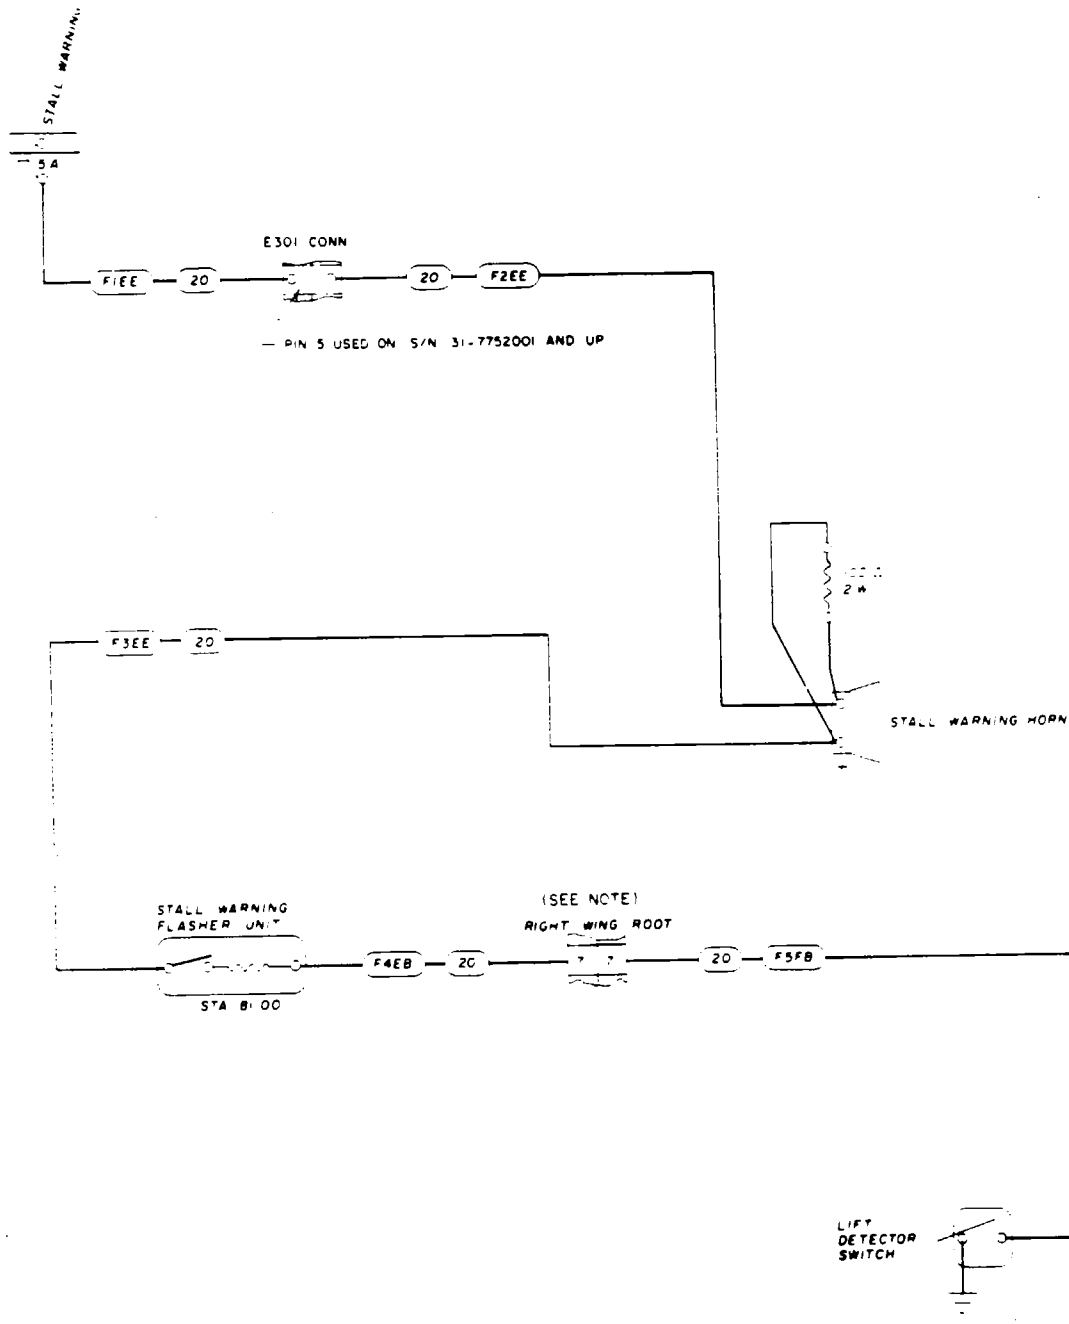 STALL WARNING
5A
E301 CONN
F1EE
20
20
F2EE
— PIN 5 USED ON S/N 31-7752001 AND UP
2 W
F3EE
20
STALL WARNING HORN
STALL WARNING
FLASHER UNIT
(SEE NOTE)
RIGHT WING ROOT
F4EB
20
7 7
20
F5FB
STA 81.00
LIFT
DETECTOR
SWITCH